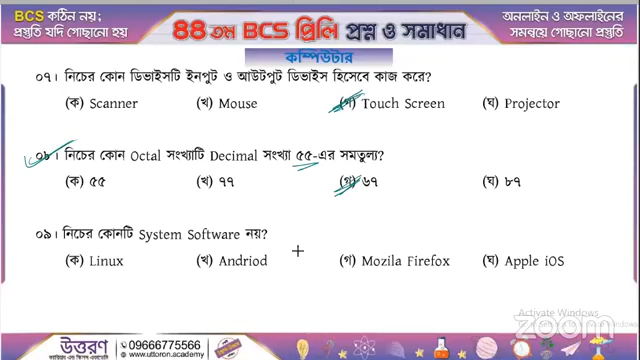 BCS কঠিন নয়;
প্রস্তুতি যদি গোছানো হয়
৪৪ তম BCS প্রিলি প্রশ্ন ও সমাধান
অনলাইন ও অফলাইনের
সমন্বয়ে গোছানো প্রস্তুতি
কম্পিউটার
০৭। নিচের কোন ডিভাইসটি ইনপুট ও আউটপুট ডিভাইস হিসেবে কাজ করে?
(ক) Scanner (খ) Mouse (গ) Touch Screen (ঘ) Projector
০৮। নিচের কোন Octal সংখ্যাটি Decimal সংখ্যা ৫৫-এর সমতুল্য?
(ক) ৫৫ (খ) ৭৭ (গ) ৬৭ (ঘ) ৮৭
০৯। নিচের কোনটি System Software নয়?
(ক) Linux (খ) Andriod (গ) Mozila Firefox (ঘ) Apple iOS
Activate Windows
zoom
উত্তরণ
09666775566
www.uttoron.academy